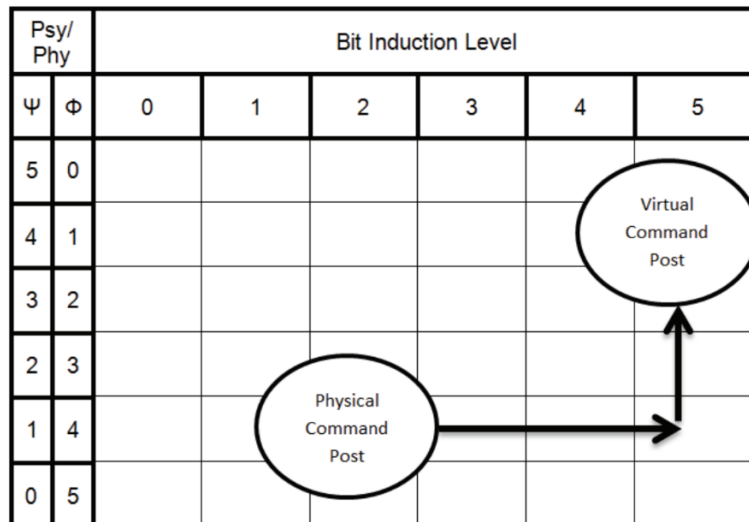 Psy/
Phy
Bit Induction Level
Ψ Φ 0 1 2 3 4 5
5 0
Virtual
Command
Post
4 1
3 2
2 3
Physical
Command
Post
1 4
0 5